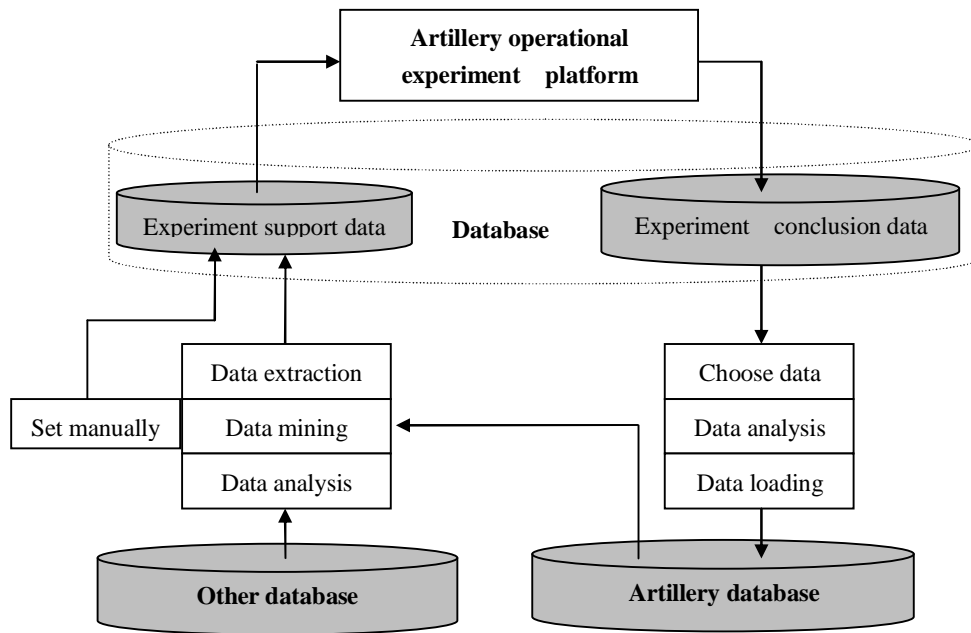 Artillery operational
experiment platform
Experiment support data
Database
Experiment conclusion data
Data extraction
Set manually
Data mining
Data analysis
Choose data
Data analysis
Data loading
Other database
Artillery database